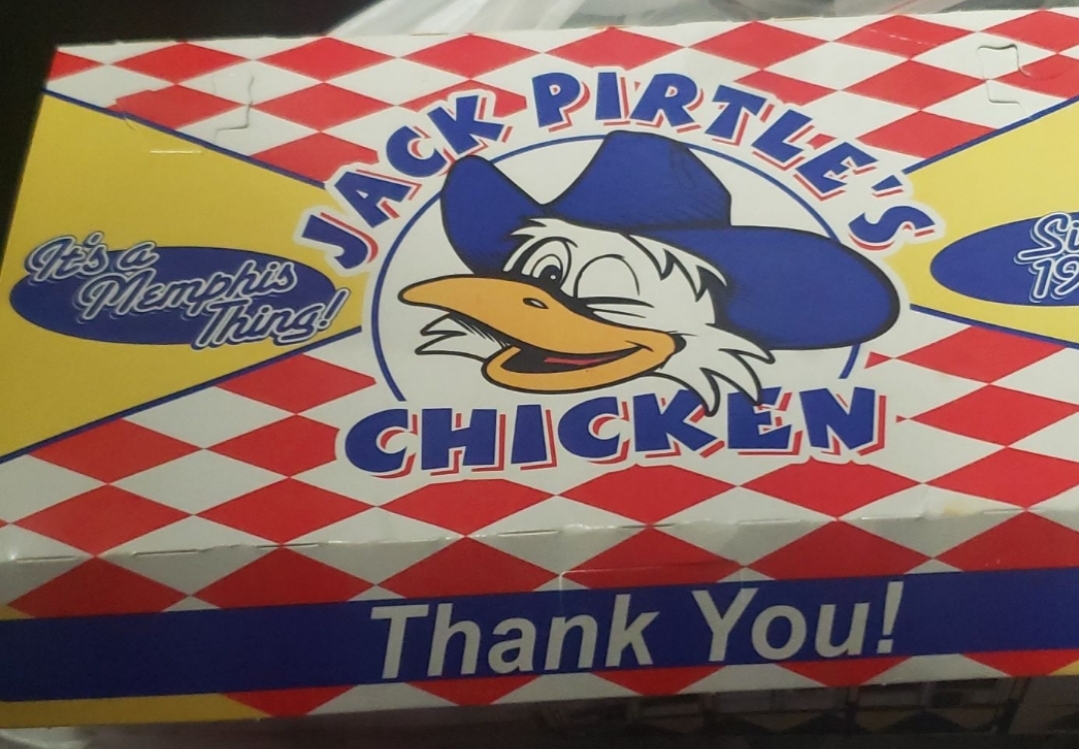 JACK PIRTLE'S
It's a
Memphis
Thing!
CHICKEN
Thank You!